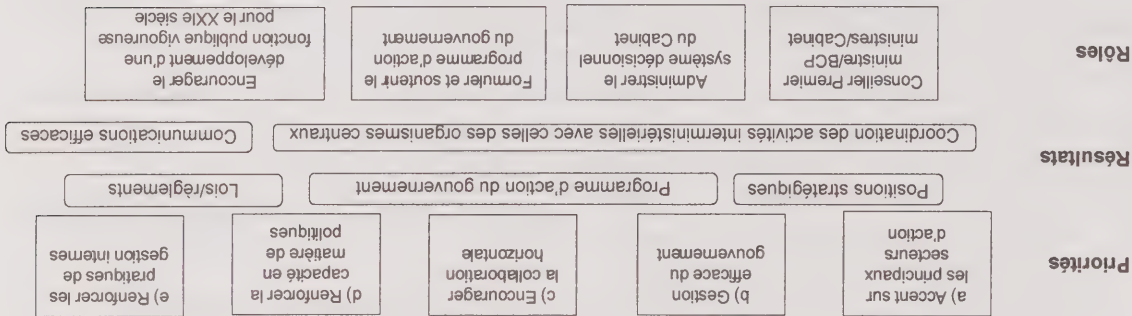 Priorités
a) Accent sur
les principaux
secteurs
d'action
b) Gestion
efficace du
gouvernement
c) Encourager
la collaboration
horizontale
d) Renforcer la
capacité en
matière de
politiques
e) Renforcer les
pratiques de
gestion internes
Résultats
Positions stratégiques
Programme d'action du gouvernement
Lois/règlements
Coordination des activités interministérielles avec celles des organismes centraux
Communications efficaces
Rôles
Conseiller Premier
ministre/BCP
ministres/Cabinet
Administrer le
système décisionnel
du Cabinet
Formuler et soutenir le
programme d'action
du gouvernement
Encourager le
développement d'une
fonction publique vigoureuse
pour le XXIe siècle